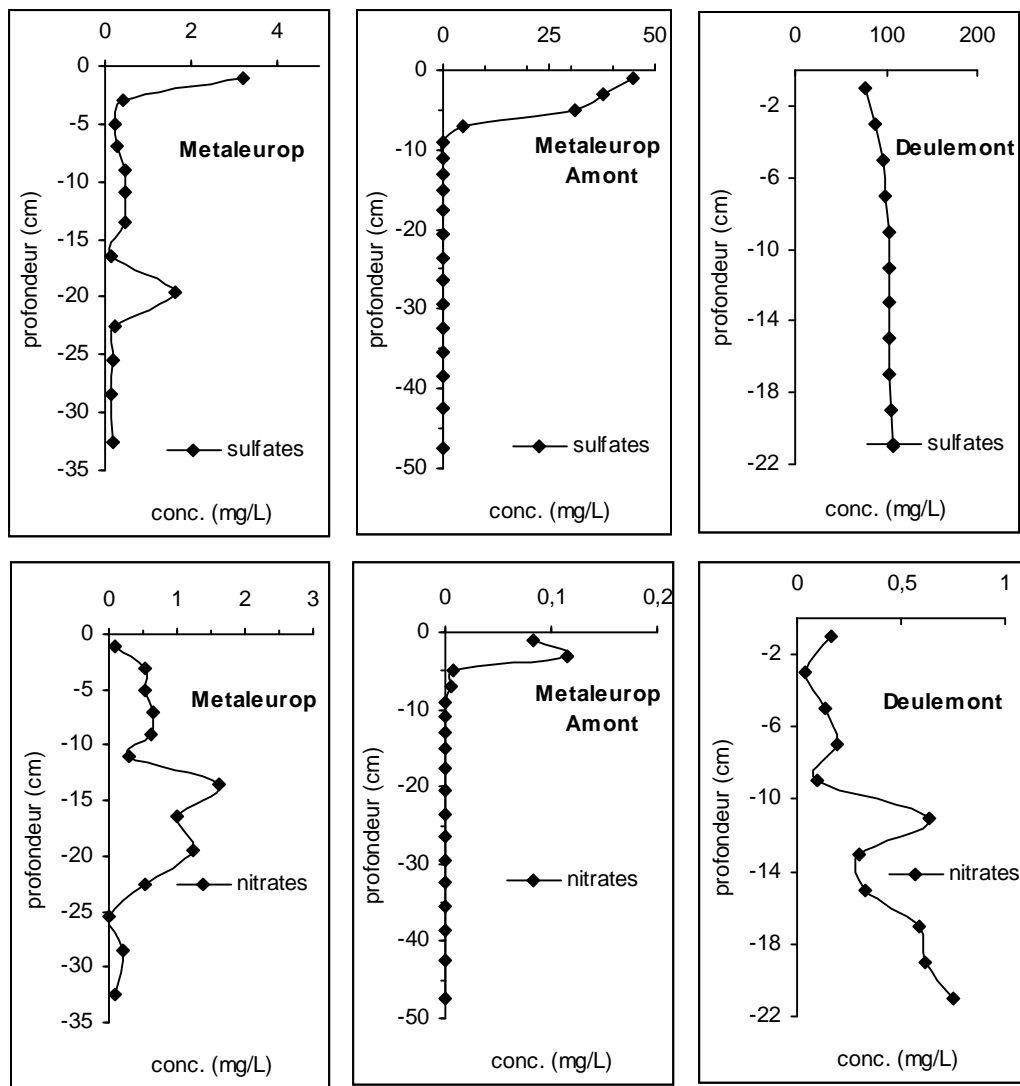 0 2 4
0
-5
-10
-15
-20
-25
-30
-35
profondeur (cm)
Metaleurop
sulfates
conc. (mg/L)
0 25 50
0
-10
-20
-30
-40
-50
profondeur (cm)
Metaleurop
Amont
sulfates
conc. (mg/L)
0 100 200
-2
-6
-10
-14
-18
-22
profondeur (cm)
Deulemont
sulfates
conc. (mg/L)
0 1 2 3
0
-5
-10
-15
-20
-25
-30
-35
profondeur (cm)
Metaleurop
nitrates
conc. (mg/L)
0 0,1 0,2
0
-10
-20
-30
-40
-50
profondeur (cm)
Metaleurop
Amont
nitrates
conc. (mg/L)
0 0,5 1
-2
-6
-10
-14
-18
-22
profondeur (cm)
Deulemont
nitrates
conc. (mg/L)